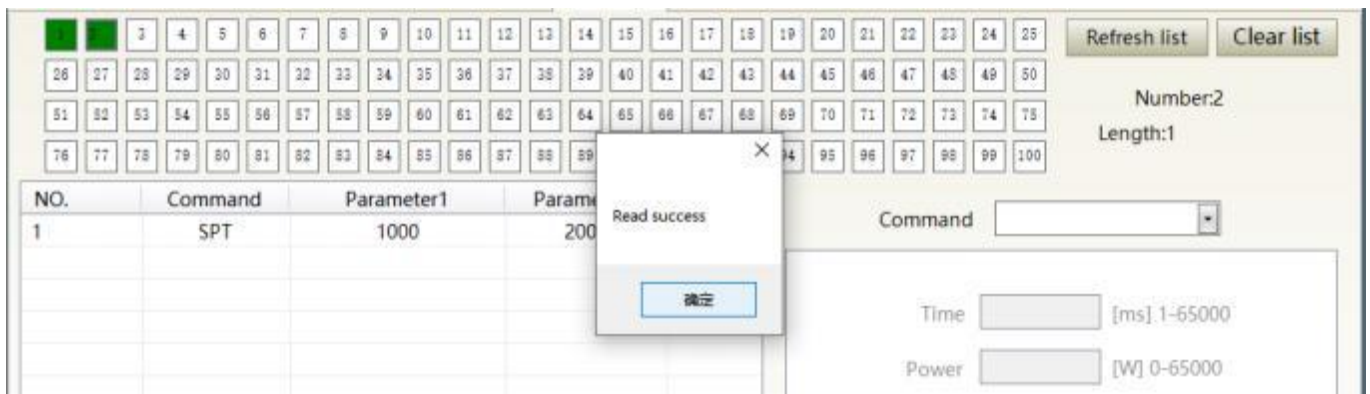 1 2 3 4 5 6 7 8 9 10 11 12 13 14 15 16 17 18 19 20 21 22 23 24 25 Refresh list Clear list
26 27 28 29 30 31 32 33 34 35 36 37 38 39 40 41 42 43 44 45 46 47 48 49 50
Number:2
51 52 53 54 55 56 57 58 59 60 61 62 63 64 65 66 67 68 69 70 71 72 73 74 75
Length:1
76 77 78 79 80 81 82 83 84 85 86 87 88 89 94 95 96 97 98 99 100
NO. Command Parameter1 Parame
Read success
Command
1 SPT 1000 200
确定
Time [ms] 1-65000
Power [W] 0-65000